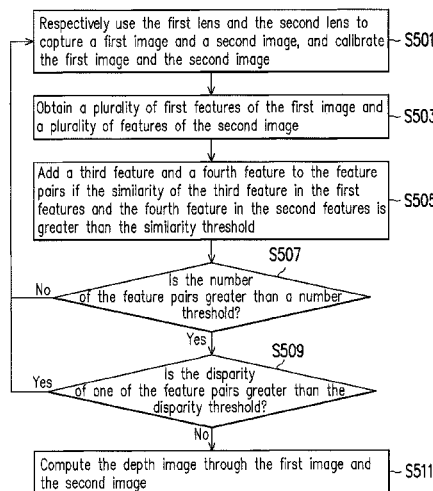 Respectively use the first lens and the second lens to
capture a first image and a second image, and calibrate
the first image and the second image
S501
Obtain a plurality of first features of the first image and
a plurality of features of the second image
S503
Add a third feature and a fourth feature to the feature
pairs if the similarity of the third feature in the first
features and the fourth feature in the second features is
greater than the similarity threshold
S505
S507
Is the number
of the feature pairs greater than a number
threshold?
No
Yes
S509
Is the disparity
of one of the feature pairs greater than the
disparity threshold?
Yes
No
Compute the depth image through the first image and
the second image
S511